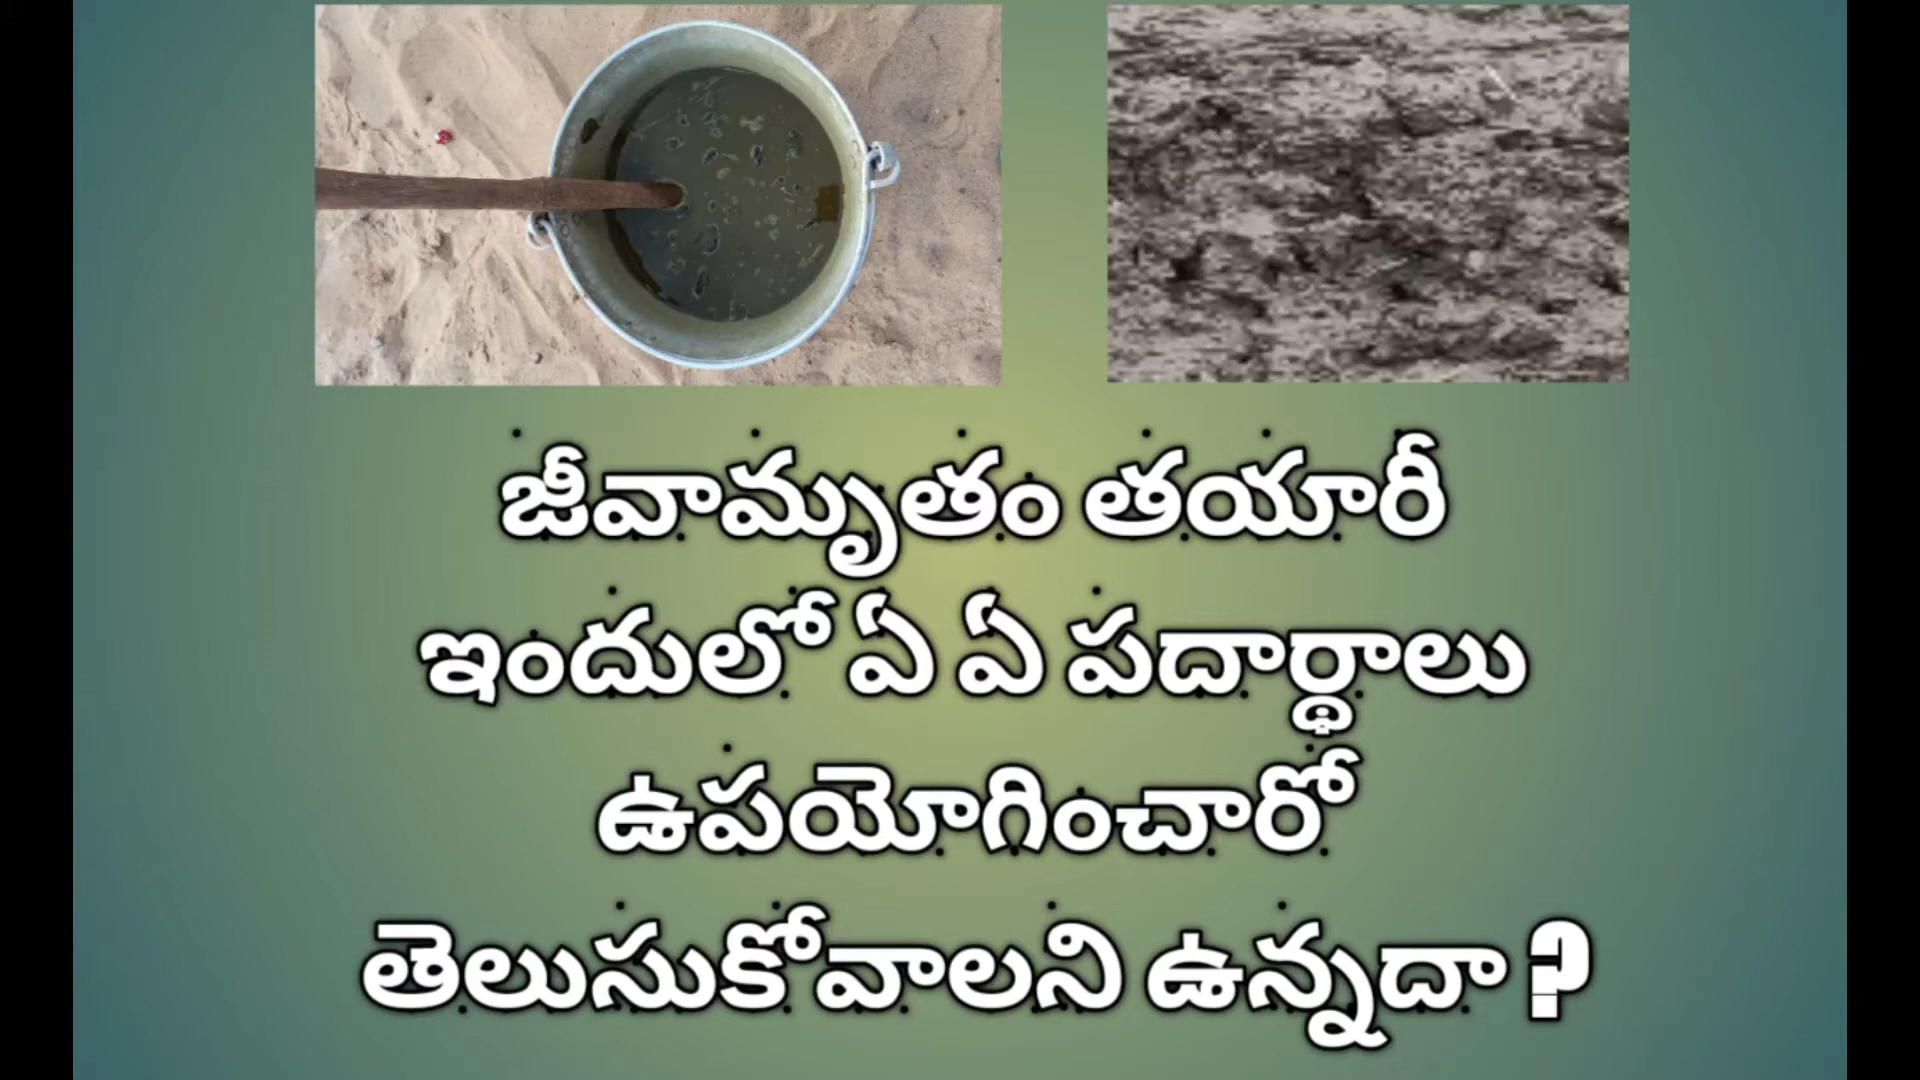 జీవామృతం తయారీ
ఇందులో ఏ ఏ పదార్థాలు
ఉపయోగించారో
తెలుసుకోవాలని ఉన్నదా ?